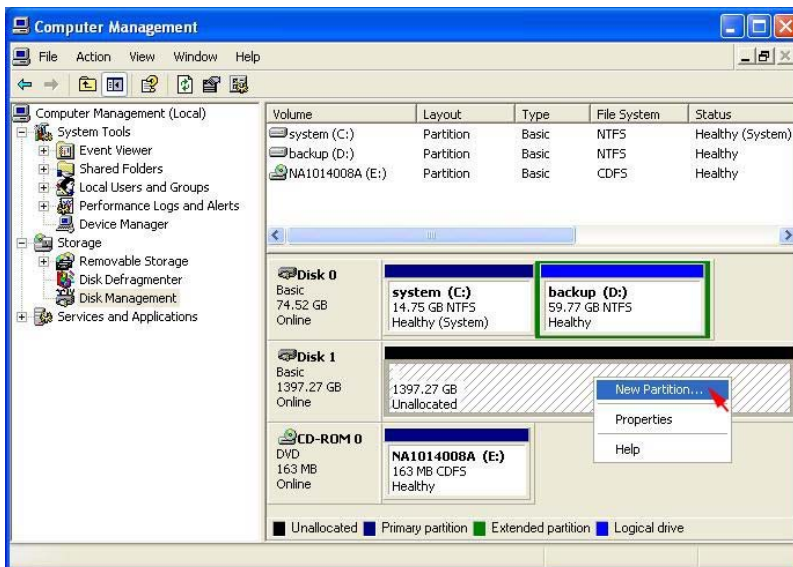 Computer Management
File Action View Window Help
Computer Management (Local)
System Tools
Event Viewer
Shared Folders
Local Users and Groups
Performance Logs and Alerts
Device Manager
Storage
Removable Storage
Disk Defragmenter
Disk Management
Services and Applications
Volume Layout Type File System Status
system (C:) Partition Basic NTFS Healthy (System)
backup (D:) Partition Basic NTFS Healthy
NA1014008A (E:) Partition Basic CDFS Healthy
Disk 0
Basic
74.52 GB
Online
system (C:)
14.75 GB NTFS
Healthy (System)
backup (D:)
59.77 GB NTFS
Healthy
Disk 1
Basic
1397.27 GB
Online
1397.27 GB
Unallocated
New Partition...
Properties
Help
CD-ROM 0
DVD
163 MB
Online
NA1014008A (E:)
163 MB CDFS
Healthy
Unallocated Primary partition Extended partition Logical drive